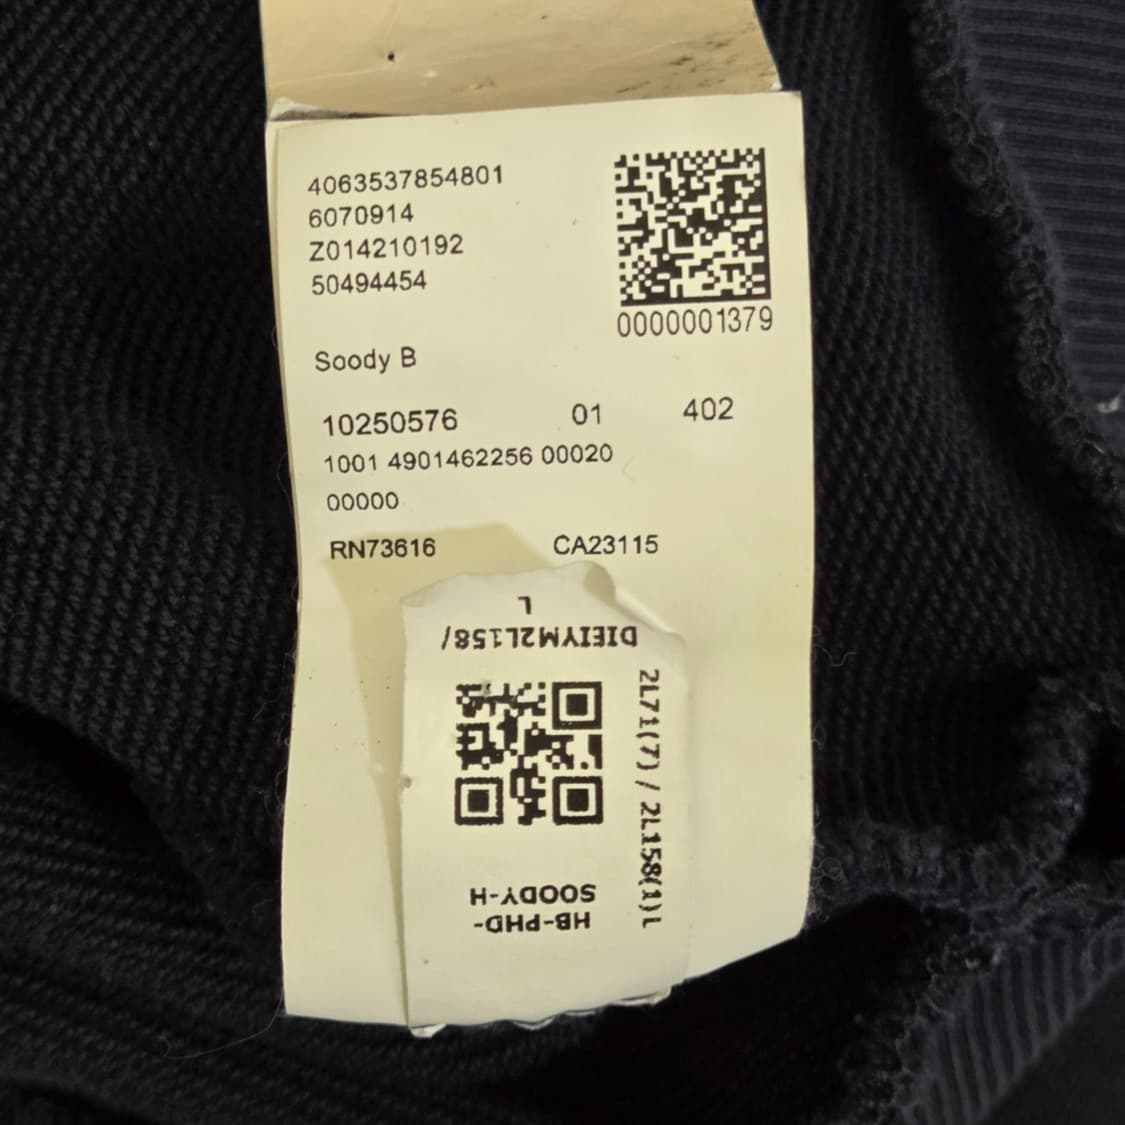 4063537854801
6070914
Z014210192
50494454
0000001379
Soody B
10250576 01 402
1001 4901462256 00020
00000
RN73616 CA23115
HB-PHD-
SOODY-H
DIEIYM2L158/
L
2L71(7) / 2L158(1)L